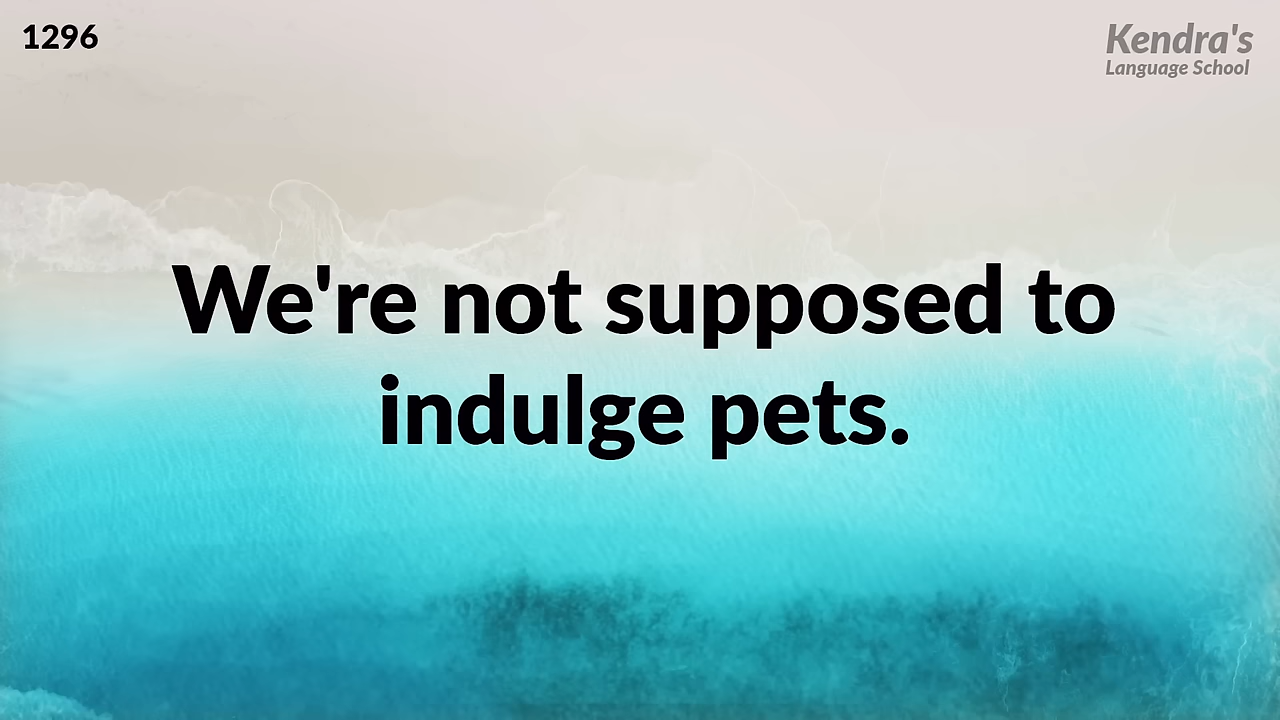 1296
Kendra's
Language School
We're not supposed to
indulge pets.